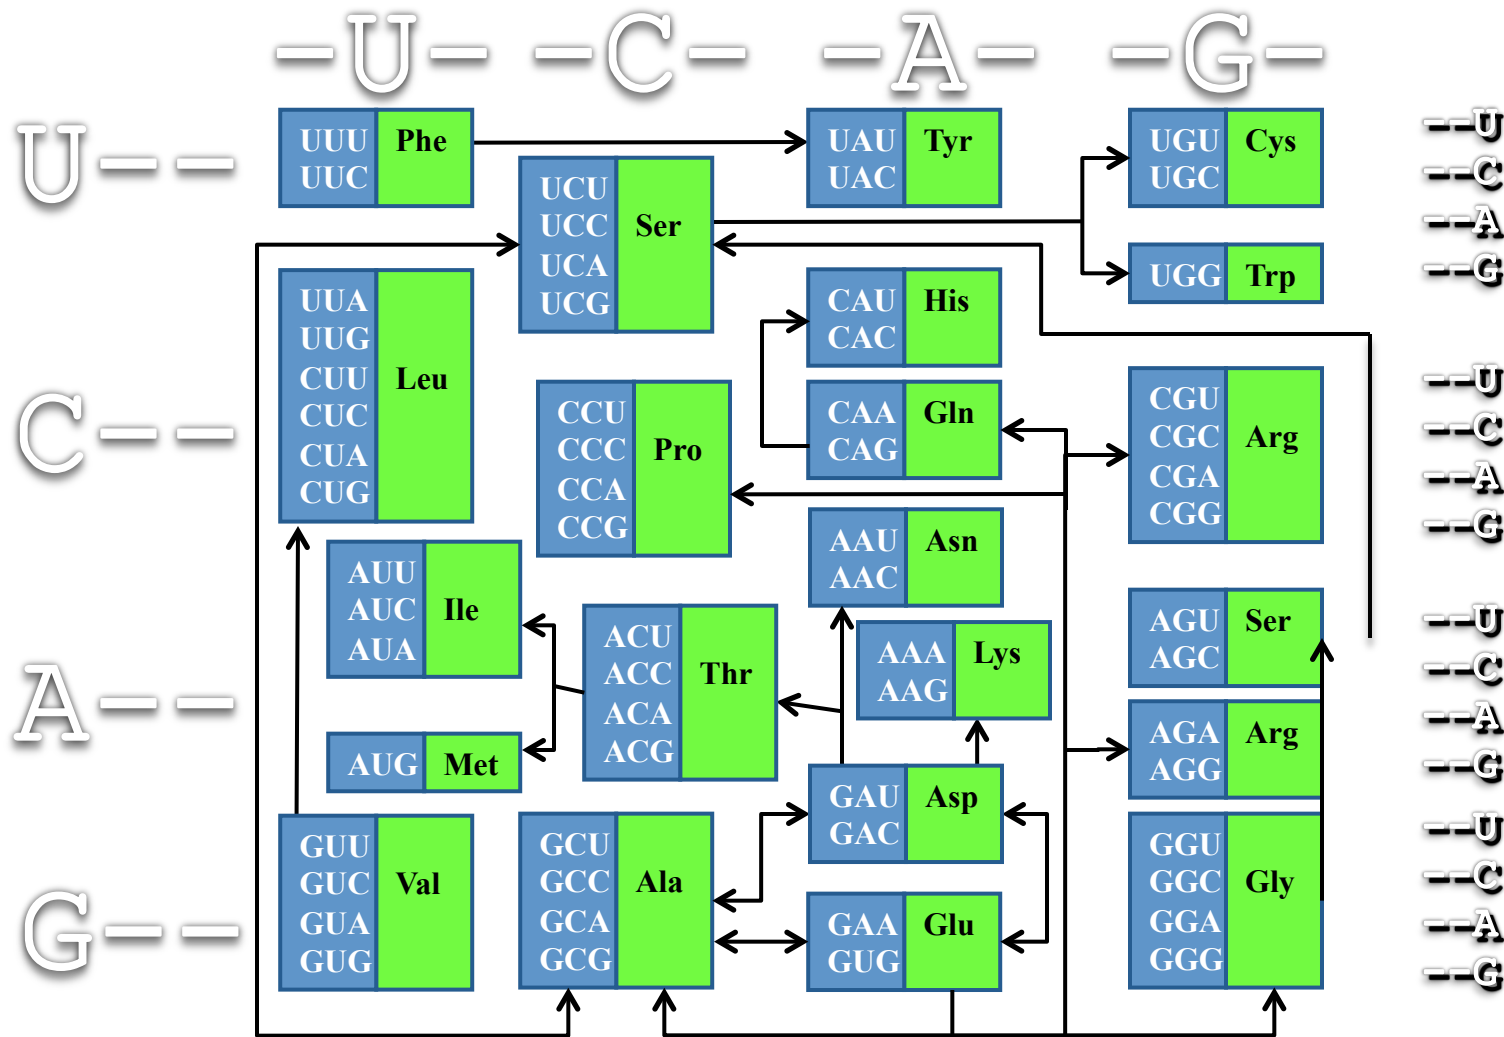 -U- -C- -A- -G-
U--
UUU Phe
UUC
UAU Tyr
UAC
UGU Cys
UGC
--U
--C
--A
--G
UCU
UCC Ser
UCA
UCG
UGG Trp
UUA
UUG
CUU Leu
CUC
CUA
CUG
CAU His
CAC
C--
CCU
CCC Pro
CCA
CCG
CAA Gln
CAG
CGU
CGC Arg
CGA
CGG
--U
--C
--A
--G
AUU
AUC Ile
AUA
AAU Asn
AAC
A--
ACU
ACC Thr
ACA
ACG
AAA Lys
AAG
AGU Ser
AGC
--U
--C
--A
--G
AUG Met
AGA Arg
AGG
GAU Asp
GAC
G--
GUU
GUC Val
GUA
GUG
GCU
GCC Ala
GCA
GCG
GAA Glu
GUG
GGU
GGC Gly
GGA
GGG
--U
--C
--A
--G